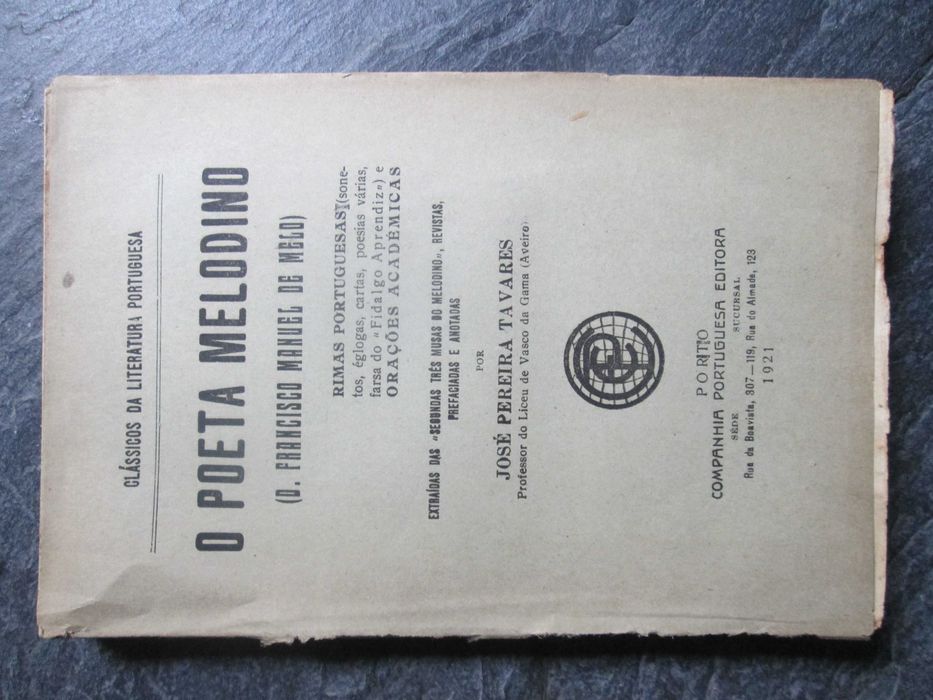 CLÁSSICOS DA LITERATURA PORTUGUESA
O POETA MELODINO
(D. FRANCISCO MANUEL DE MELO)
RIMAS PORTUGUESAS (sone-
tos, églogas, cartas, poesias várias,
farsa do "Fidalgo Aprendiz") e
ORAÇÕES ACADÉMICAS
EXTRAÍDAS DAS "SEGUNDAS TRÊS MUSAS DO MELODINO", REVISTAS,
PREFACIADAS E ANOTADAS
POR
JOSÉ PEREIRA TAVARES
Professor do Liceu de Vasco da Gama (Aveiro)
PORTO
COMPANHIA PORTUGUESA EDITORA
SÉDE SUCURSAL
Rua da Boavista, 307—119, Rua do Almada, 123
1921